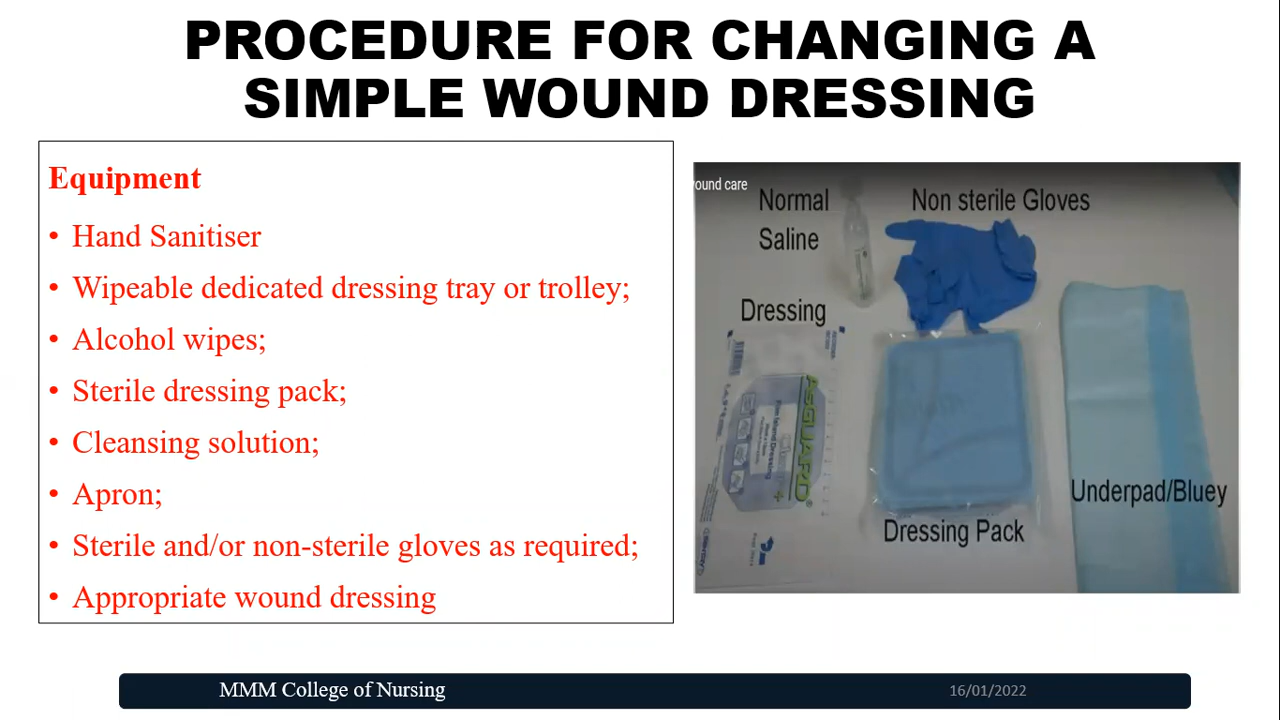 PROCEDURE FOR CHANGING A
SIMPLE WOUND DRESSING
Equipment
• Hand Sanitiser
• Wipeable dedicated dressing tray or trolley;
• Alcohol wipes;
• Sterile dressing pack;
• Cleansing solution;
• Apron;
• Sterile and/or non-sterile gloves as required;
• Appropriate wound dressing
care
Normal
Saline
Non sterile Gloves
Dressing
ASGUARD
Dressing Pack
Underpad/Bluey
MMM College of Nursing
16/01/2022